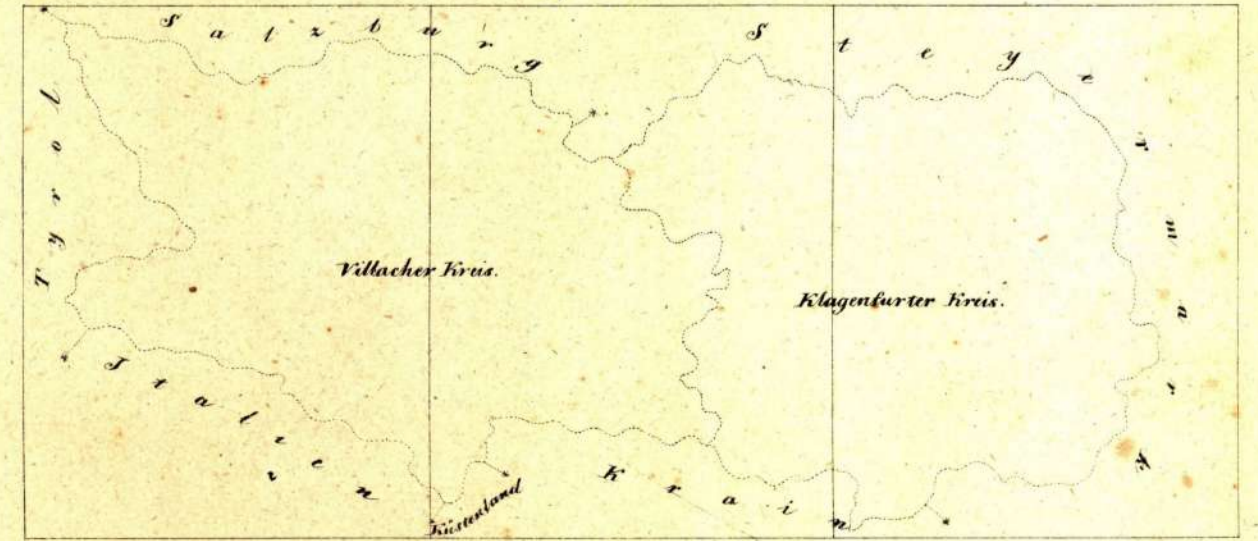 Salzburg
Steyermark
Tyrol
Villacher Kreis.
Klagenfurter Kreis.
Italien
Krain
Küstenland